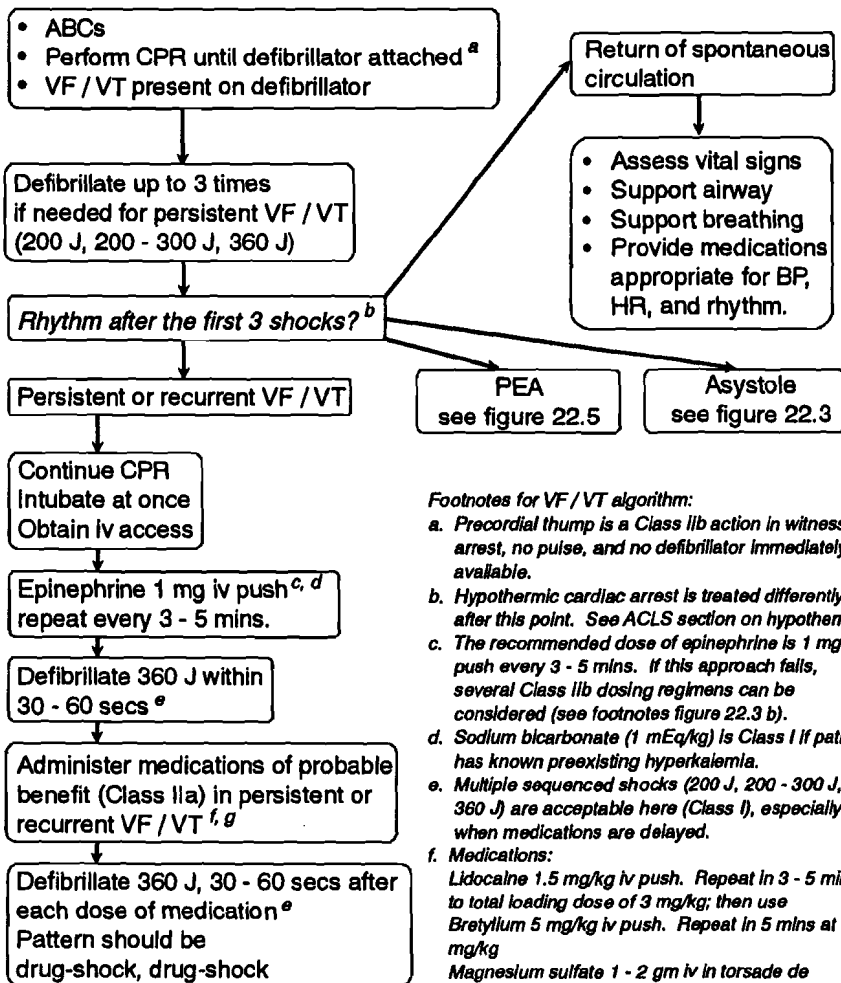 • ABCs
• Perform CPR until defibrillator attached a
• VF / VT present on defibrillator
Defibrillate up to 3 times
if needed for persistent VF / VT
(200 J, 200 - 300 J, 360 J)
Rhythm after the first 3 shocks? b
Persistent or recurrent VF / VT
Continue CPR
Intubate at once
Obtain iv access
Epinephrine 1 mg iv push c, d
repeat every 3 - 5 mins.
Defibrillate 360 J within
30 - 60 secs e
Administer medications of probable
benefit (Class IIa) in persistent or
recurrent VF / VT f, g
Defibrillate 360 J, 30 - 60 secs after
each dose of medication e
Pattern should be
drug-shock, drug-shock
Return of spontaneous
circulation
• Assess vital signs
• Support airway
• Support breathing
• Provide medications
appropriate for BP,
HR, and rhythm.
PEA
see figure 22.5
Asystole
see figure 22.3
Footnotes for VF / VT algorithm:
a. Precordial thump is a Class IIb action in witness
arrest, no pulse, and no defibrillator immediately
available.
b. Hypothermic cardiac arrest is treated differently
after this point. See ACLS section on hypother
c. The recommended dose of epinephrine is 1 mg
push every 3 - 5 mins. If this approach fails,
several Class IIb dosing regimens can be
considered (see footnotes figure 22.3 b).
d. Sodium bicarbonate (1 mEq/kg) is Class I if pati
has known preexisting hyperkalemia.
e. Multiple sequenced shocks (200 J, 200 - 300 J,
360 J) are acceptable here (Class I), especially
when medications are delayed.
f. Medications:
Lidocaine 1.5 mg/kg iv push. Repeat in 3 - 5 min
to total loading dose of 3 mg/kg; then use
Bretylium 5 mg/kg iv push. Repeat in 5 mins at
mg/kg
Magnesium sulfate 1 - 2 gm iv in torsade de